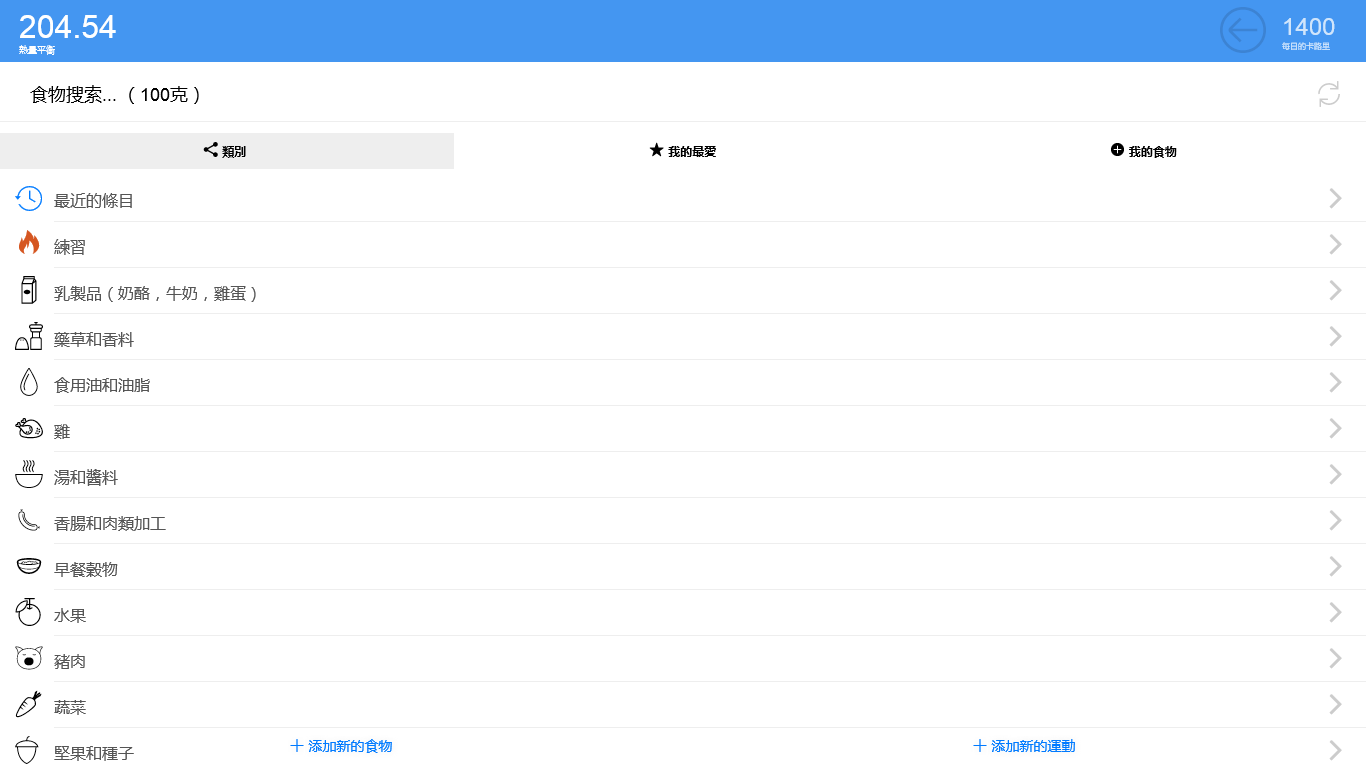 204.54
熱量平衡
1400
每日的卡路里
食物搜索... （100克）
類別
我的最愛
我的食物
最近的條目
練習
乳製品（奶酪，牛奶，雞蛋）
藥草和香料
食用油和油脂
雞
湯和醬料
香腸和肉類加工
早餐穀物
水果
豬肉
蔬菜
堅果和種子
添加新的食物
添加新的運動